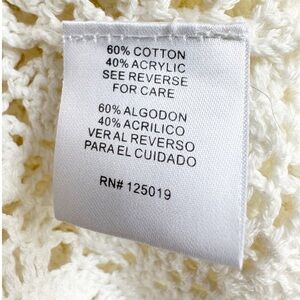 60% COTTON
40% ACRYLIC
SEE REVERSE
FOR CARE
60% ALGODON
40% ACRILICO
VER AL REVERSO
PARA EL CUIDADO
RN# 125019